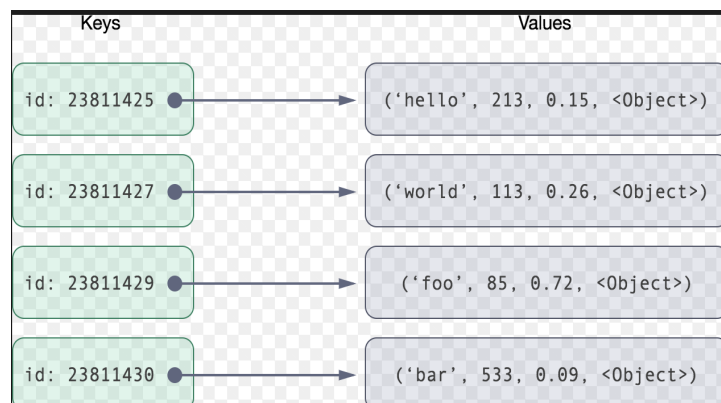 Keys Values
id: 23811425 (‘hello’, 213, 0.15, <Object>)
id: 23811427 (‘world’, 113, 0.26, <Object>)
id: 23811429 (‘foo’, 85, 0.72, <Object>)
id: 23811430 (‘bar’, 533, 0.09, <Object>)